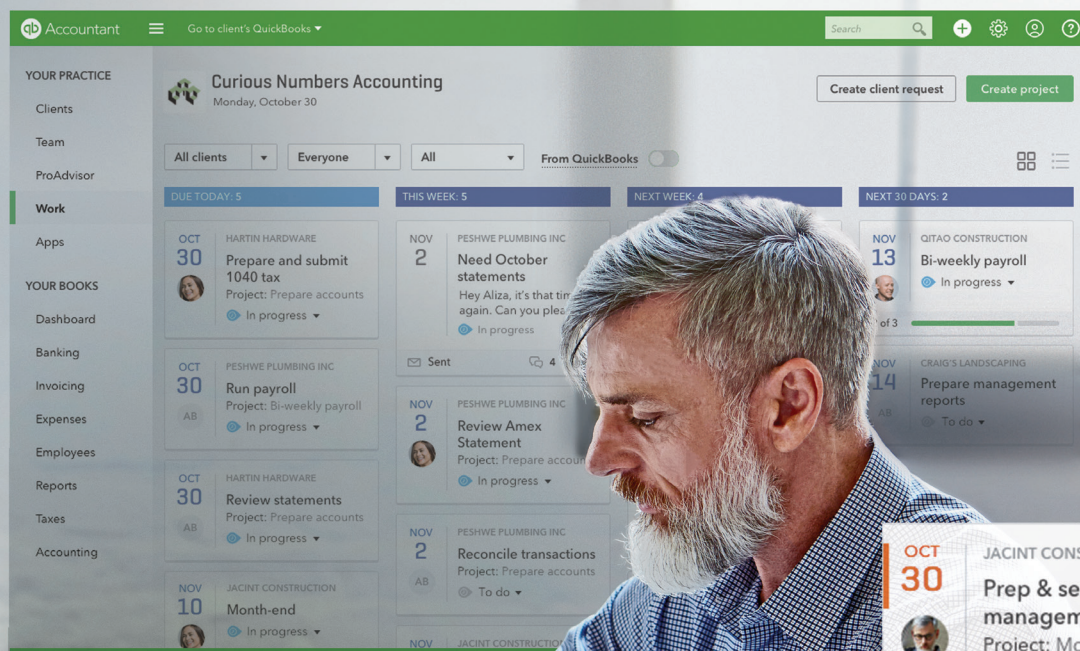 qb Accountant
Go to client's QuickBooks
Search
?
YOUR PRACTICE
Clients
Team
ProAdvisor
Work
Apps
YOUR BOOKS
Dashboard
Banking
Invoicing
Expenses
Employees
Reports
Taxes
Accounting
Curious Numbers Accounting
Monday, October 30
Create client request
Create project
All clients
Everyone
All
From QuickBooks
DUE TODAY: 5
OCT
30
HARTIN HARDWARE
Prepare and submit
1040 tax
Project: Prepare accounts
In progress
OCT
30
AB
PESHWE PLUMBING INC
Run payroll
Project: Bi-weekly payroll
In progress
OCT
30
AB
HARTIN HARDWARE
Review statements
Project: Prepare accounts
In progress
NOV
10
JACINT CONSTRUCTION
Month-end
In progress
THIS WEEK: 5
NOV
2
PESHWE PLUMBING INC
Need October
statements
Hey Aliza, it's that
again. Can you
In progress
Sent
4
NOV
2
PESHWE PLUMBING INC
Review Amex
Statement
Project: Prepare
In progress
NOV
2
AB
PESHWE PLUMBING INC
Reconcile transactions
Project: Prepare accounts
To do
NOV
JACINT CONSTRUCTION
NEXT WEEK: 4
NEXT 30 DAYS: 2
NOV
13
QITAO CONSTRUCTION
Bi-weekly payroll
In progress
of 3
NOV
14
AB
CRAIG'S LANDSCAPING
Prepare management
reports
To do
OCT
30
JACINT
Prep &
Project: